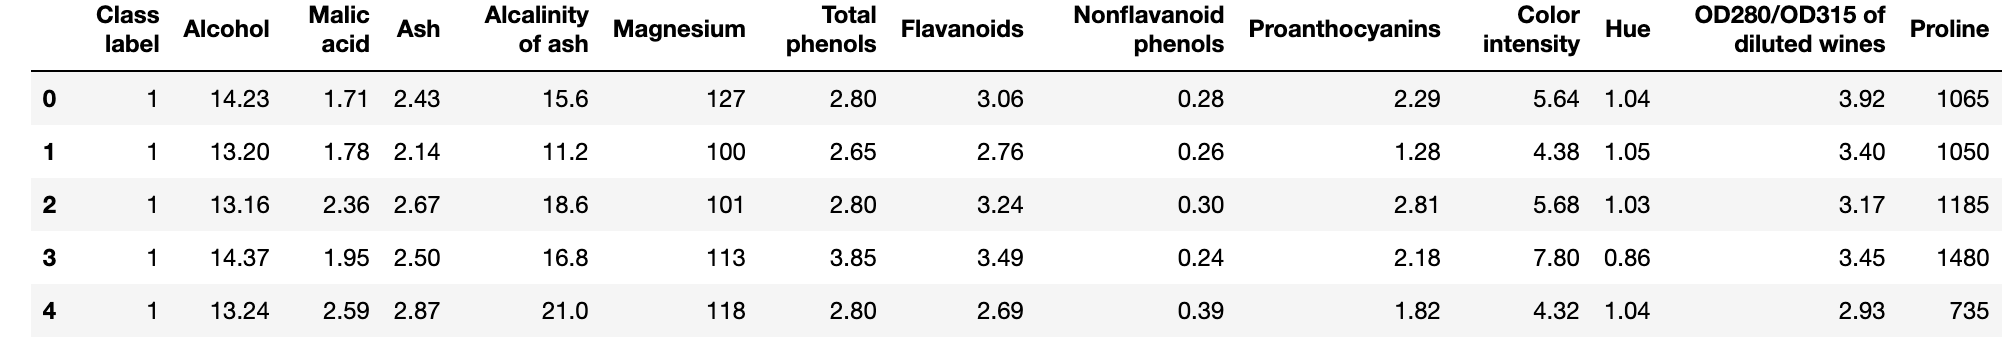 Class label Alcohol Malic acid Ash Alcalinity of ash Magnesium Total phenols Flavanoids Nonflavanoid phenols Proanthocyanins Color intensity Hue OD280/OD315 of diluted wines Proline
0 1 14.23 1.71 2.43 15.6 127 2.80 3.06 0.28 2.29 5.64 1.04 3.92 1065
1 1 13.20 1.78 2.14 11.2 100 2.65 2.76 0.26 1.28 4.38 1.05 3.40 1050
2 1 13.16 2.36 2.67 18.6 101 2.80 3.24 0.30 2.81 5.68 1.03 3.17 1185
3 1 14.37 1.95 2.50 16.8 113 3.85 3.49 0.24 2.18 7.80 0.86 3.45 1480
4 1 13.24 2.59 2.87 21.0 118 2.80 2.69 0.39 1.82 4.32 1.04 2.93 735